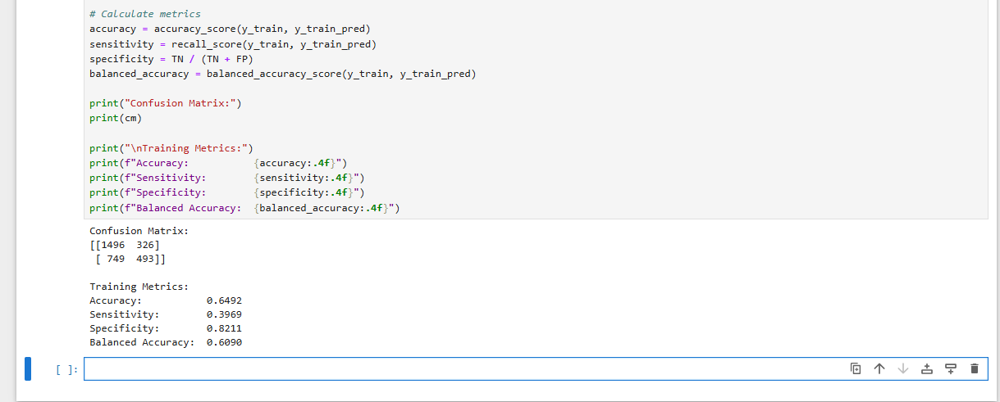 # Calculate metrics
accuracy = accuracy_score(y_train, y_train_pred)
sensitivity = recall_score(y_train, y_train_pred)
specificity = TN / (TN + FP)
balanced_accuracy = balanced_accuracy_score(y_train, y_train_pred)

print("Confusion Matrix:")
print(cm)

print("\nTraining Metrics:")
print(f"Accuracy:           {accuracy:.4f}")
print(f"Sensitivity:        {sensitivity:.4f}")
print(f"Specificity:        {specificity:.4f}")
print(f"Balanced Accuracy:  {balanced_accuracy:.4f}")
Confusion Matrix:
[[1496  326]
 [ 749  493]]

Training Metrics:
Accuracy:           0.6492
Sensitivity:        0.3969
Specificity:        0.8211
Balanced Accuracy:  0.6090
[ ]: